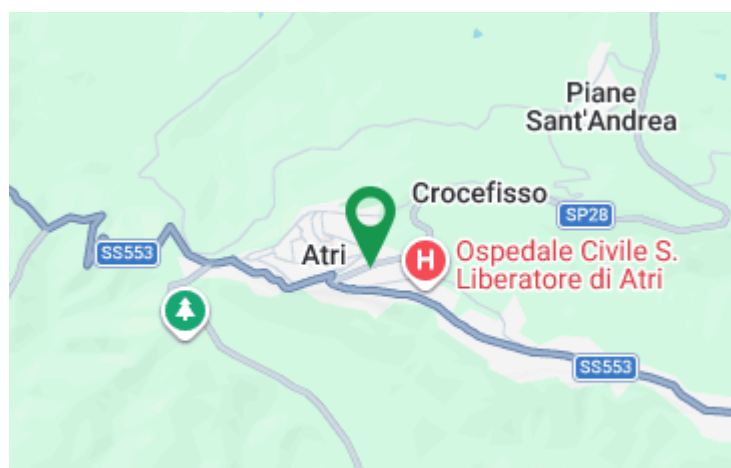 Piane
Sant'Andrea
Crocefisso
SP28
SS553
Atri
H
Ospedale Civile S.
Liberatore di Atri
SS553